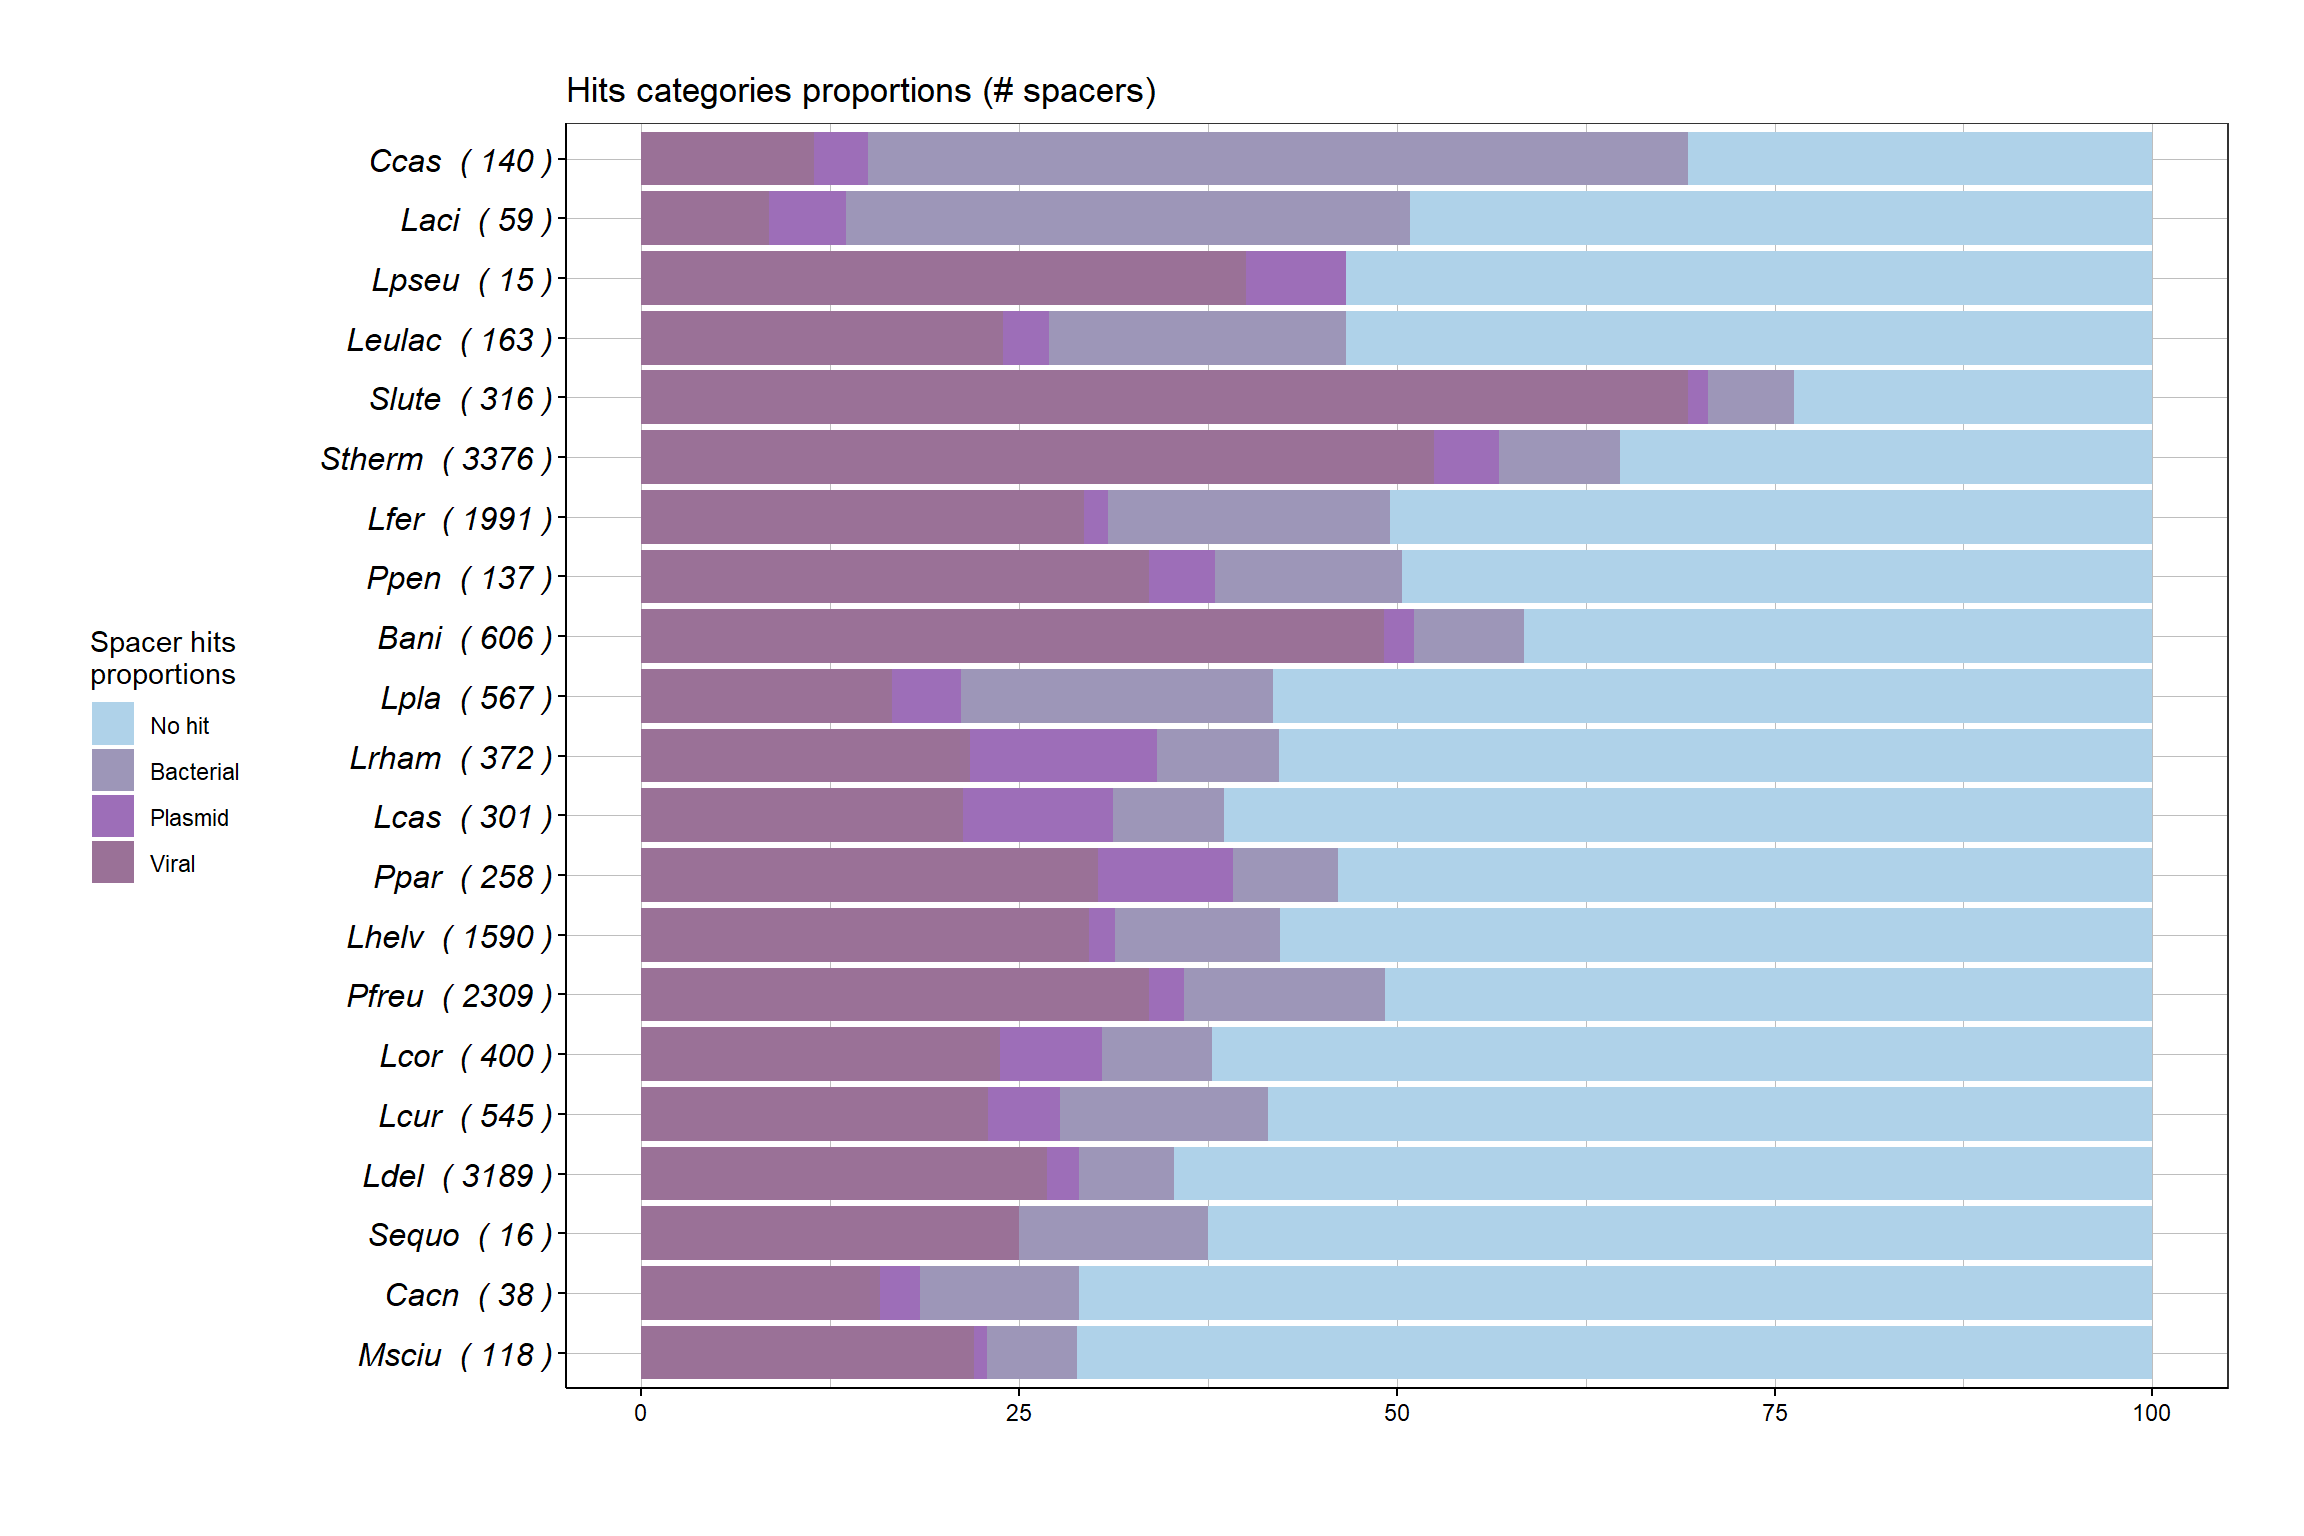 Hits categories proportions (# spacers)
Ccas ( 140 )
Laci ( 59 )
Lpseu ( 15 )
Leulac ( 163 )
Slute ( 316 )
Stherm ( 3376 )
Lfer ( 1991 )
Ppen ( 137 )
Bani ( 606 )
Lpla ( 567 )
Lrham ( 372 )
Lcas ( 301 )
Ppar ( 258 )
Lhelv ( 1590 )
Pfreu ( 2309 )
Lcor ( 400 )
Lcur ( 545 )
Ldel ( 3189 )
Sequo ( 16 )
Cacn ( 38 )
Msciu ( 118 )
0 25 50 75 100
Spacer hits
proportions
No hit
Bacterial
Plasmid
Viral